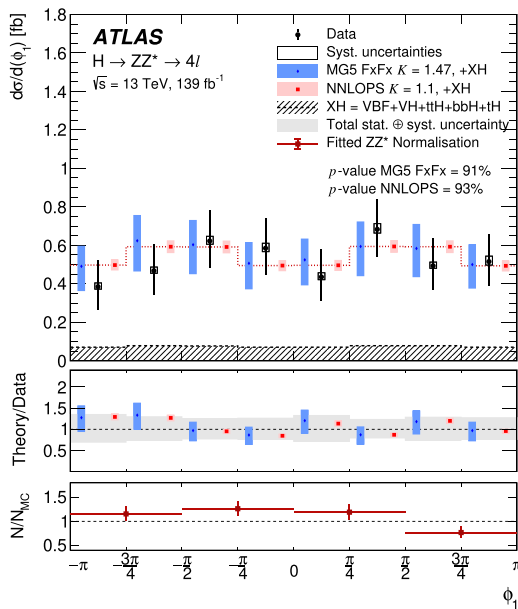 dσ/d(ϕ₁) [fb]
2
1.8
1.6
1.4
1.2
1
0.8
0.6
0.4
0.2
0
ATLAS
H → ZZ* → 4l
√s = 13 TeV, 139 fb⁻¹
Data
Syst. uncertainties
MG5 FxFx K = 1.47, +XH
NNLOPS K = 1.1, +XH
XH = VBF+VH+ttH+bbH+tH
Total stat. ⊕ syst. uncertainty
Fitted ZZ* Normalisation
p-value MG5 FxFx = 91%
p-value NNLOPS = 93%
Theory/Data
2
1.5
1
0.5
N/N_MC
1.5
1
0.5
−π −3π/4 −π/2 −π/4 0 π/4 π/2 3π/4 π
ϕ₁